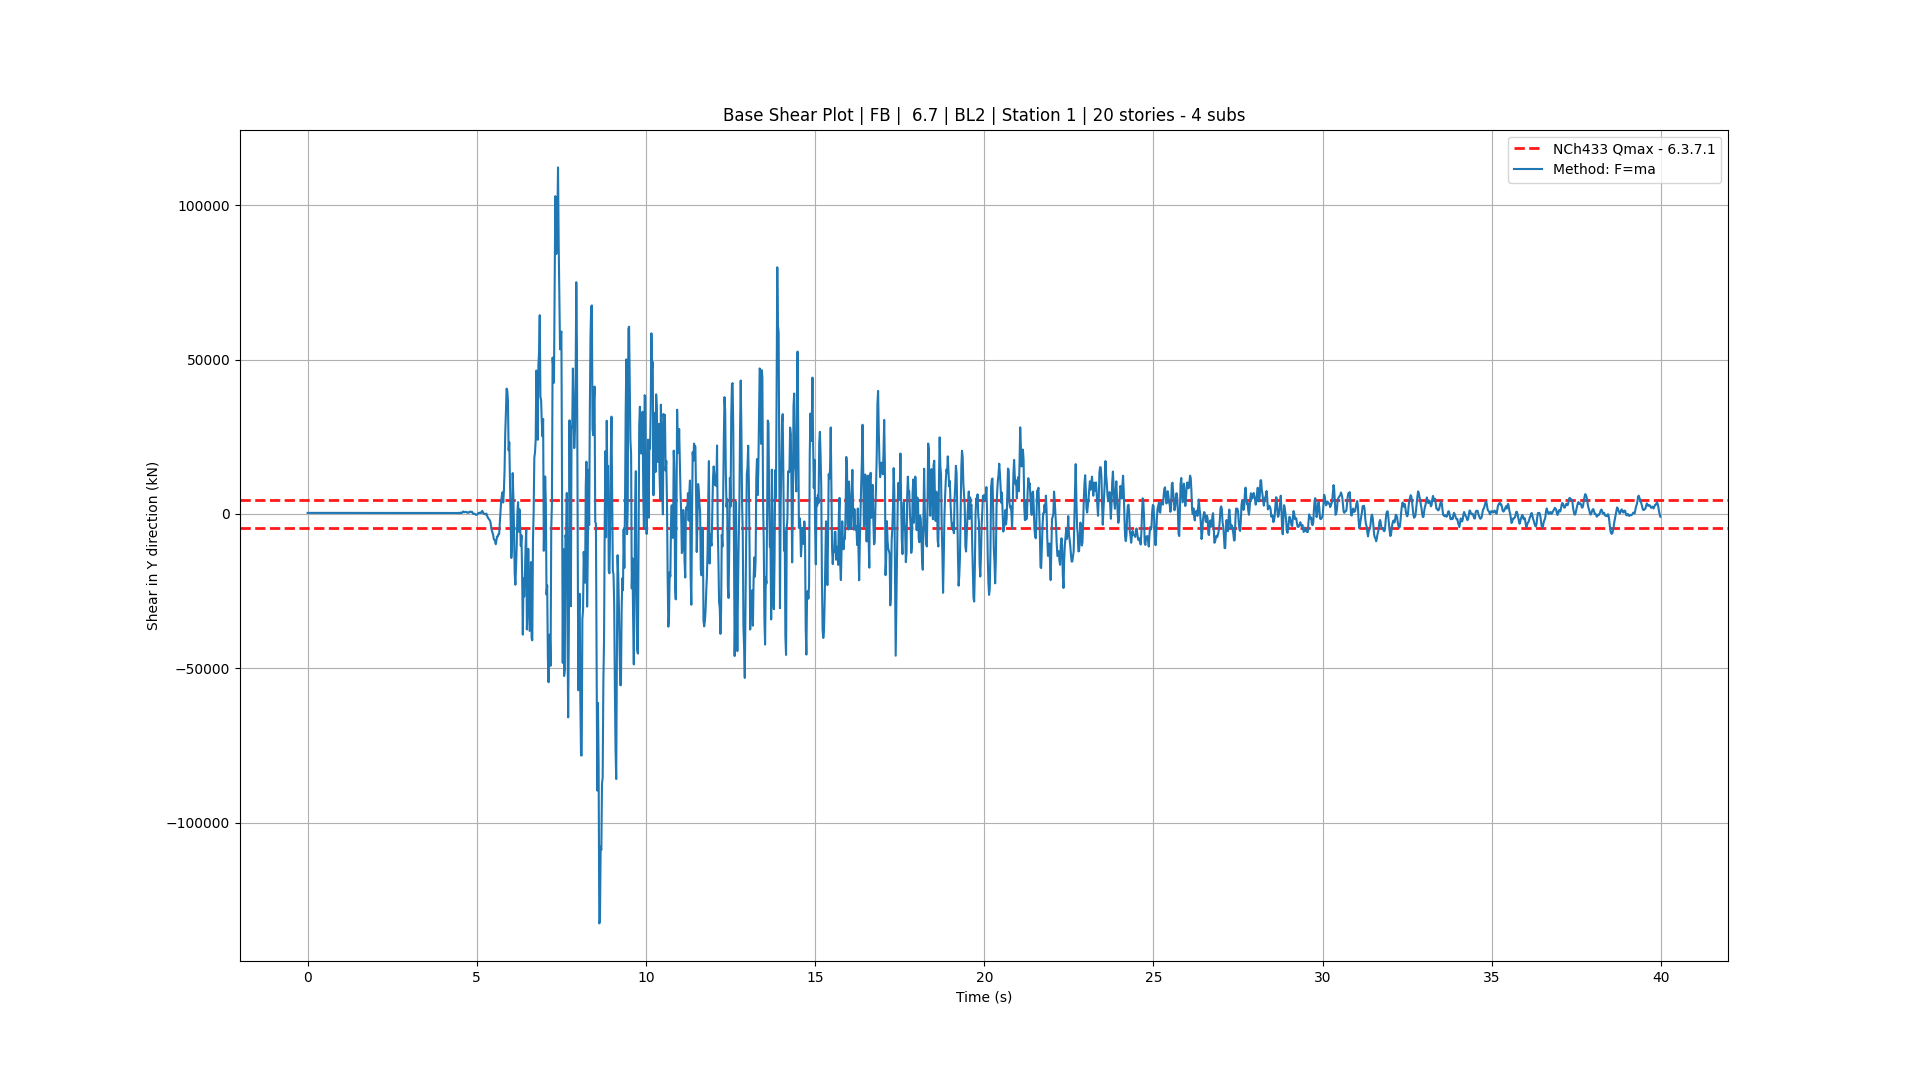 Base Shear Plot | FB |  6.7 | BL2 | Station 1 | 20 stories - 4 subs
NCh433 Qmax - 6.3.7.1
Method: F=ma
Shear in Y direction (kN)
100000
50000
0
−50000
−100000
0 5 10 15 20 25 30 35 40
Time (s)